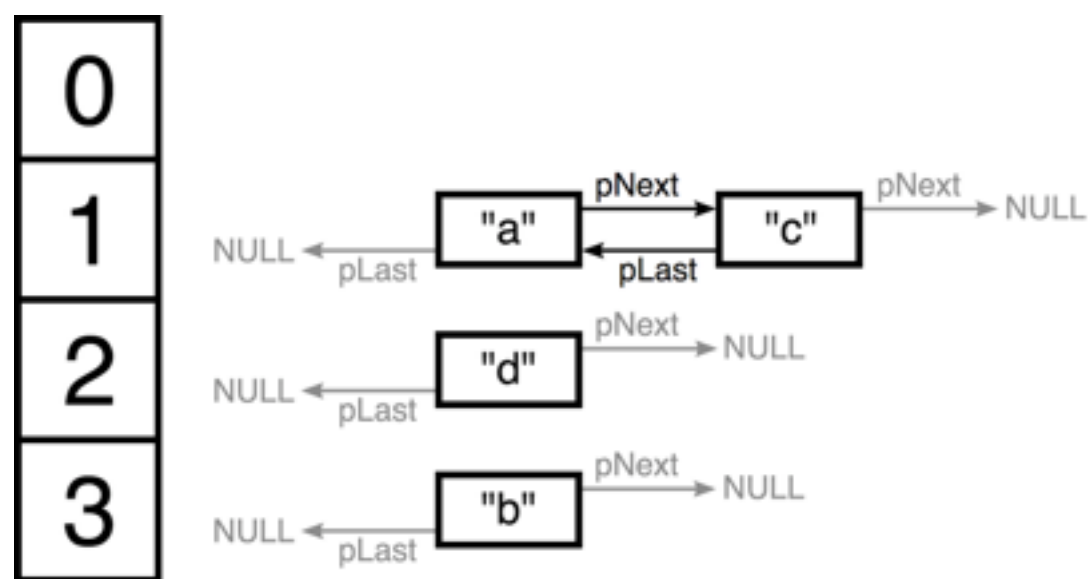 0
pNext pNext
1 "a" "c" NULL
NULL pLast pLast
pNext
2 "d" NULL
NULL pLast
pNext
3 "b" NULL
NULL pLast